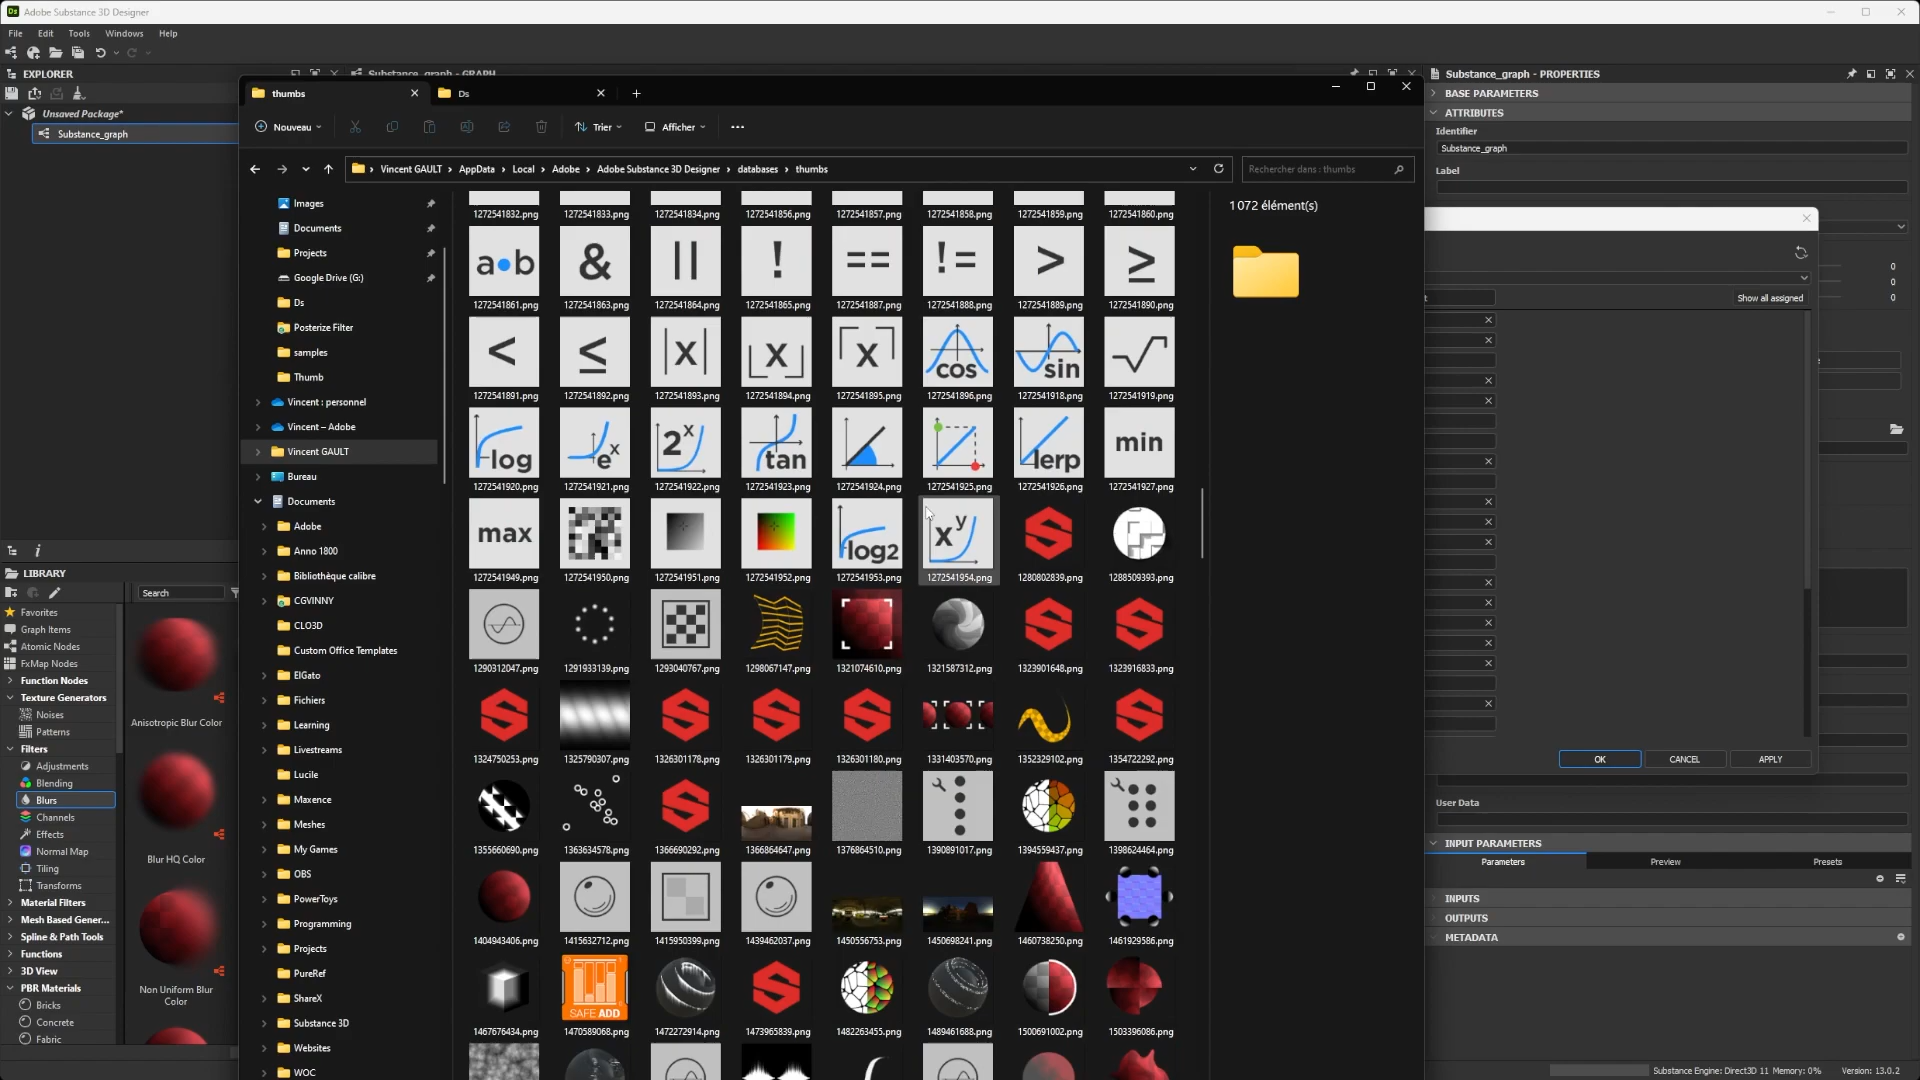 Ds Adobe Substance 3D Designer
File Edit Tools Windows Help
EXPLORER
Unsaved Package*
Substance_graph
Substance_graph - GRAPH
thumbs
Ds
Nouveau
Trier
Afficher
Vincent GAULT › AppData › Local › Adobe › Adobe Substance 3D Designer › databases › thumbs
Rechercher dans : thumbs
Images
Documents
Projects
Google Drive (G:)
Ds
Posterize Filter
samples
Thumb
Vincent : personnel
Vincent – Adobe
Vincent GAULT
Bureau
Documents
Adobe
Anno 1800
Bibliothèque calibre
CGVINNY
CLO3D
Custom Office Templates
ElGato
Fichiers
Learning
Livestreams
Lucile
Maxence
Meshes
My Games
OBS
PowerToys
Programming
Projects
PureRef
ShareX
Substance 3D
Websites
WOC
1272541832.png 1272541833.png 1272541834.png 1272541856.png 1272541857.png 1272541858.png 1272541859.png 1272541860.png
a•b & || ! == != > ≥
1272541861.png 1272541863.png 1272541864.png 1272541865.png 1272541887.png 1272541888.png 1272541889.png 1272541890.png
< ≤ |x| x x cos sin √
1272541891.png 1272541892.png 1272541893.png 1272541894.png 1272541895.png 1272541896.png 1272541918.png 1272541919.png
log eˣ 2ˣ tan lerp min
1272541920.png 1272541921.png 1272541922.png 1272541923.png 1272541924.png 1272541925.png 1272541926.png 1272541927.png
max log2 xʸ
1272541949.png 1272541950.png 1272541951.png 1272541952.png 1272541953.png 1272541954.png 1280802839.png 1288509393.png
1290312047.png 1291933139.png 1293040767.png 1298067147.png 1321074610.png 1321587312.png 1323901648.png 1323916833.png
1324750253.png 1325790307.png 1326301178.png 1326301179.png 1326301180.png 1331403570.png 1352329102.png 1354722292.png
1355660690.png 1363634578.png 1366690292.png 1366864647.png 1376864510.png 1390891017.png 1394559437.png 1398624464.png
1404943406.png 1415632712.png 1415950399.png 1439462037.png 1450556753.png 1450698241.png 1460738250.png 1461929586.png
SAFE ADD
1467676434.png 1470589068.png 1472272914.png 1473965839.png 1482263455.png 1489461688.png 1500691002.png 1503396086.png
1 072 élément(s)
LIBRARY
Search
Favorites
Graph Items
Atomic Nodes
FxMap Nodes
Function Nodes
Texture Generators
Noises
Patterns
Filters
Adjustments
Blending
Blurs
Channels
Effects
Normal Map
Tiling
Transforms
Material Filters
Mesh Based Gener...
Spline & Path Tools
Functions
3D View
PBR Materials
Bricks
Concrete
Fabric
Anisotropic Blur Color
Blur HQ Color
Non Uniform Blur
Color
Substance_graph - PROPERTIES
BASE PARAMETERS
ATTRIBUTES
Identifier
Substance_graph
Label
0
0
0
Show all assigned
OK CANCEL APPLY
User Data
INPUT PARAMETERS
Parameters Preview Presets
INPUTS
OUTPUTS
METADATA
Substance Engine: Direct3D 11 Memory: 0% Version: 13.0.2